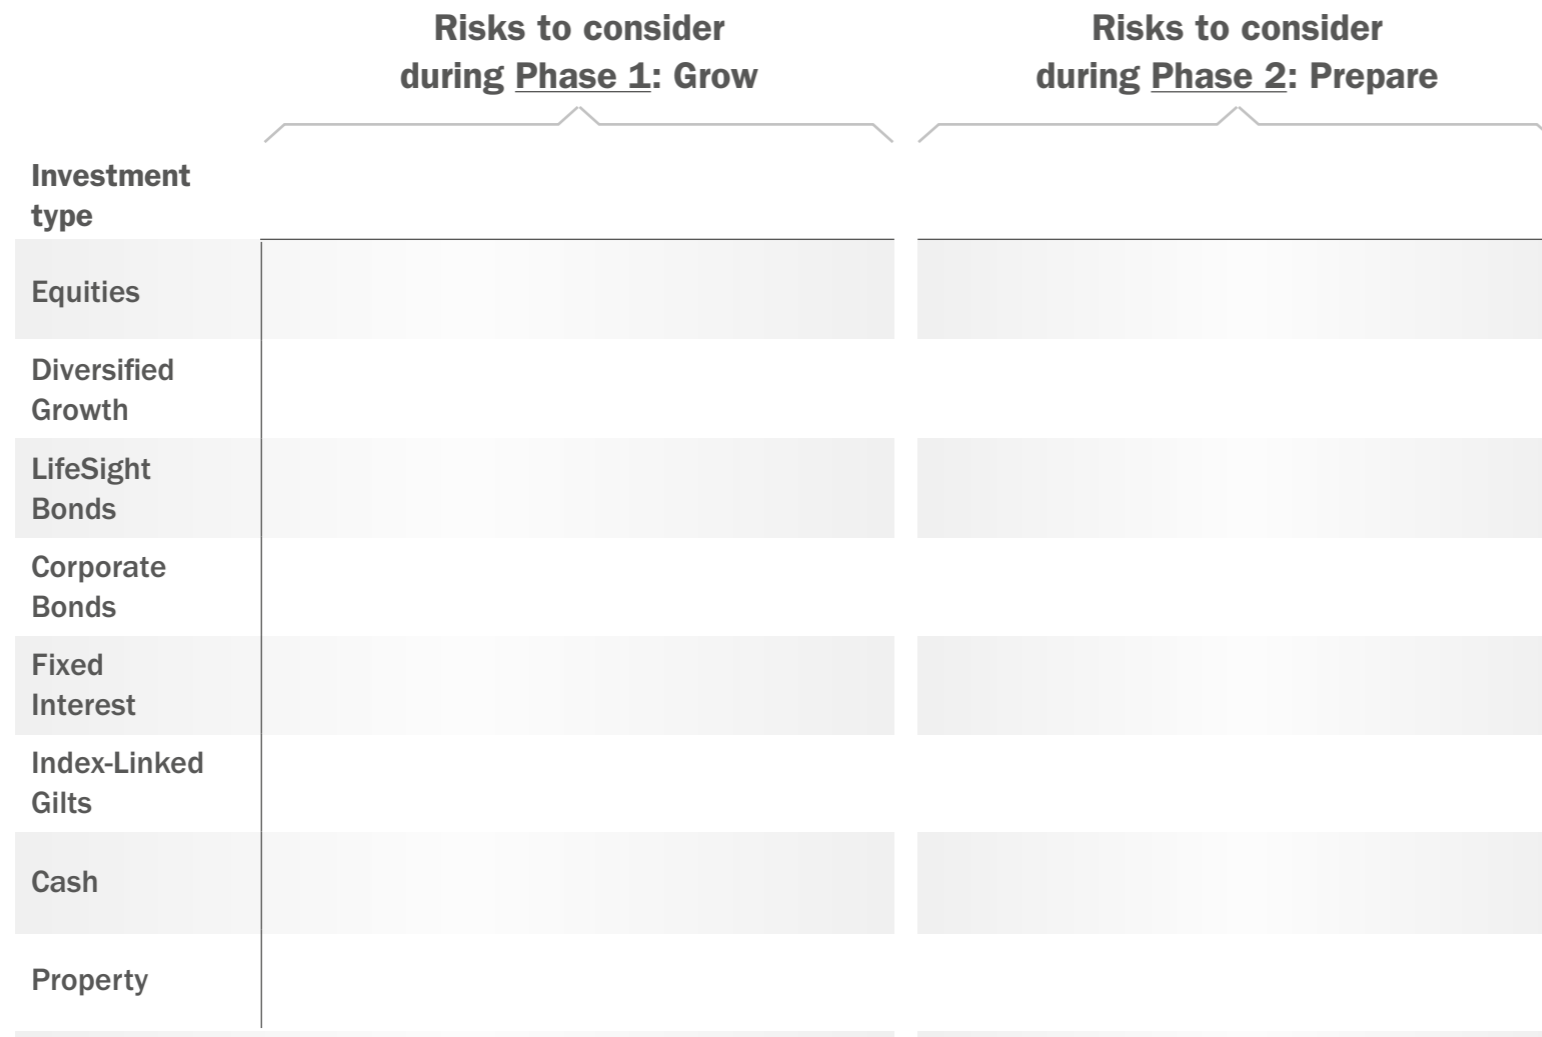 Risks to consider
during Phase 1: Grow
Risks to consider
during Phase 2: Prepare
Investment
type
Equities
Diversified
Growth
LifeSight
Bonds
Corporate
Bonds
Fixed
Interest
Index-Linked
Gilts
Cash
Property